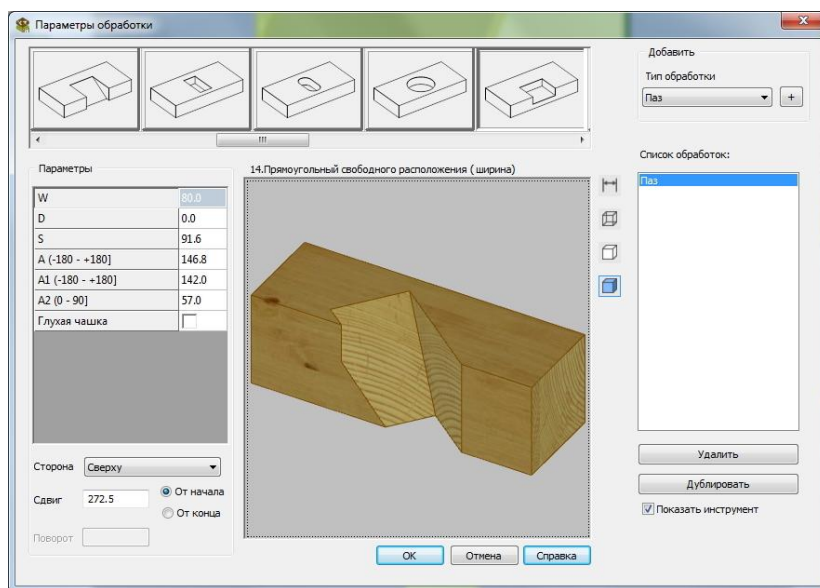 Параметры обработки
Добавить
Тип обработки
Паз
+
Параметры
14.Прямоугольный свободного расположения ( ширина)
Список обработок:
Паз
W 80.0
D 0.0
S 91.6
A (-180 - +180] 146.8
A1 (-180 - +180] 142.0
A2 (0 - 90] 57.0
Глухая чашка
Сторона Сверху
Сдвиг 272.5 От начала
От конца
Поворот
Удалить
Дублировать
Показать инструмент
OK Отмена Справка